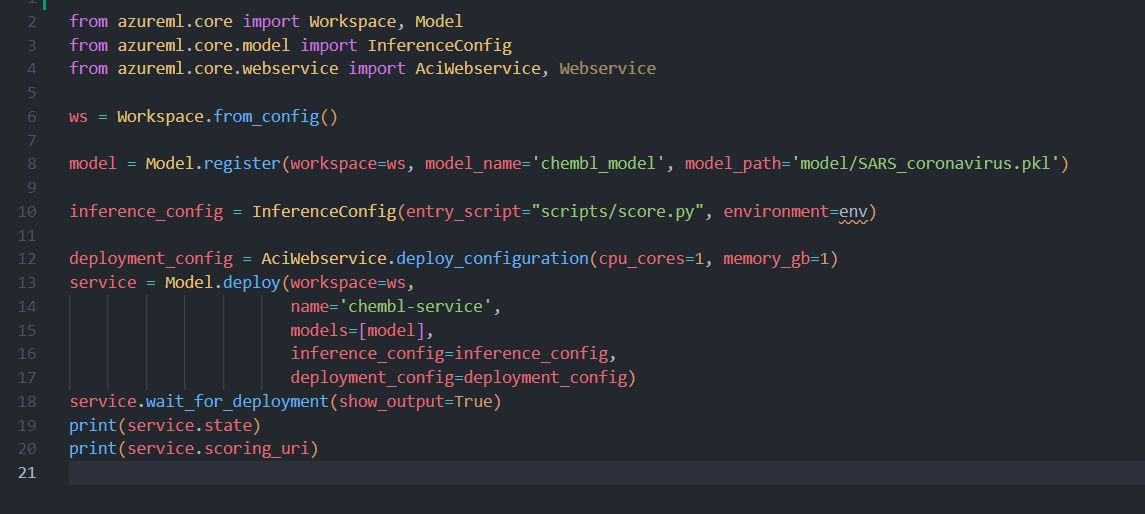 2 from azureml.core import Workspace, Model
3 from azureml.core.model import InferenceConfig
4 from azureml.core.webservice import AciWebservice, Webservice
5
6 ws = Workspace.from_config()
7
8 model = Model.register(workspace=ws, model_name='chembl_model', model_path='model/SARS_coronavirus.pkl')
9
10 inference_config = InferenceConfig(entry_script="scripts/score.py", environment=env)
11
12 deployment_config = AciWebservice.deploy_configuration(cpu_cores=1, memory_gb=1)
13 service = Model.deploy(workspace=ws,
14 name='chembl-service',
15 models=[model],
16 inference_config=inference_config,
17 deployment_config=deployment_config)
18 service.wait_for_deployment(show_output=True)
19 print(service.state)
20 print(service.scoring_uri)
21